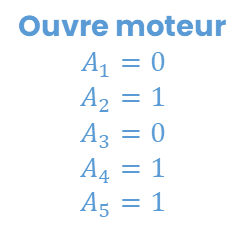 Ouvre moteur
A₁ = 0
A₂ = 1
A₃ = 0
A₄ = 1
A₅ = 1